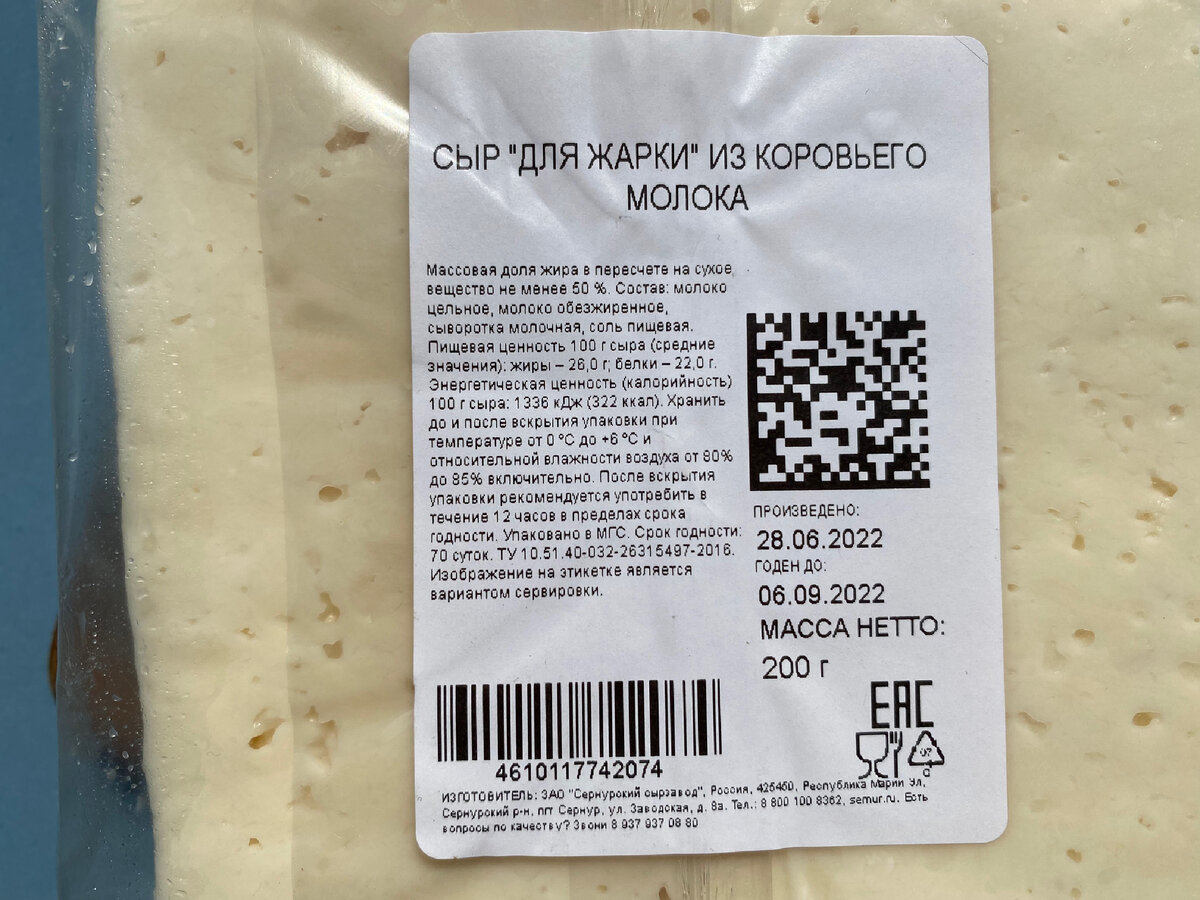 СЫР "ДЛЯ ЖАРКИ" ИЗ КОРОВЬЕГО
МОЛОКА
Массовая доля жира в пересчете на сухое
вещество не менее 50 %. Состав: молоко
цельное, молоко обезжиренное,
сыворотка молочная, соль пищевая.
Пищевая ценность 100 г сыра (средние
значения): жиры – 26,0 г; белки – 22,0 г.
Энергетическая ценность (калорийность)
100 г сыра: 1336 кДж (322 ккал). Хранить
до и после вскрытия упаковки при
температуре от 0 °C до +6 °C и
относительной влажности воздуха от 80%
до 85% включительно. После вскрытия
упаковки рекомендуется употребить в
течение 12 часов в пределах срока
годности. Упаковано в МГС. Срок годности:
70 суток. ТУ 10.51.40-032-26315497-2016.
Изображение на этикетке является
вариантом сервировки.
ПРОИЗВЕДЕНО:
28.06.2022
ГОДЕН ДО:
06.09.2022
МАССА НЕТТО:
200 г
EAC
07
4610117742074
ИЗГОТОВИТЕЛЬ: ЗАО "Сернурский сырзавод", Россия, 425450, Республика Марий Эл,
Сернурский р-н, пгт Сернур, ул. Заводская, д. 8а. Тел.: 8 800 100 8362, sernur.ru. Есть
вопросы по качеству? Звони 8 937 937 08 80